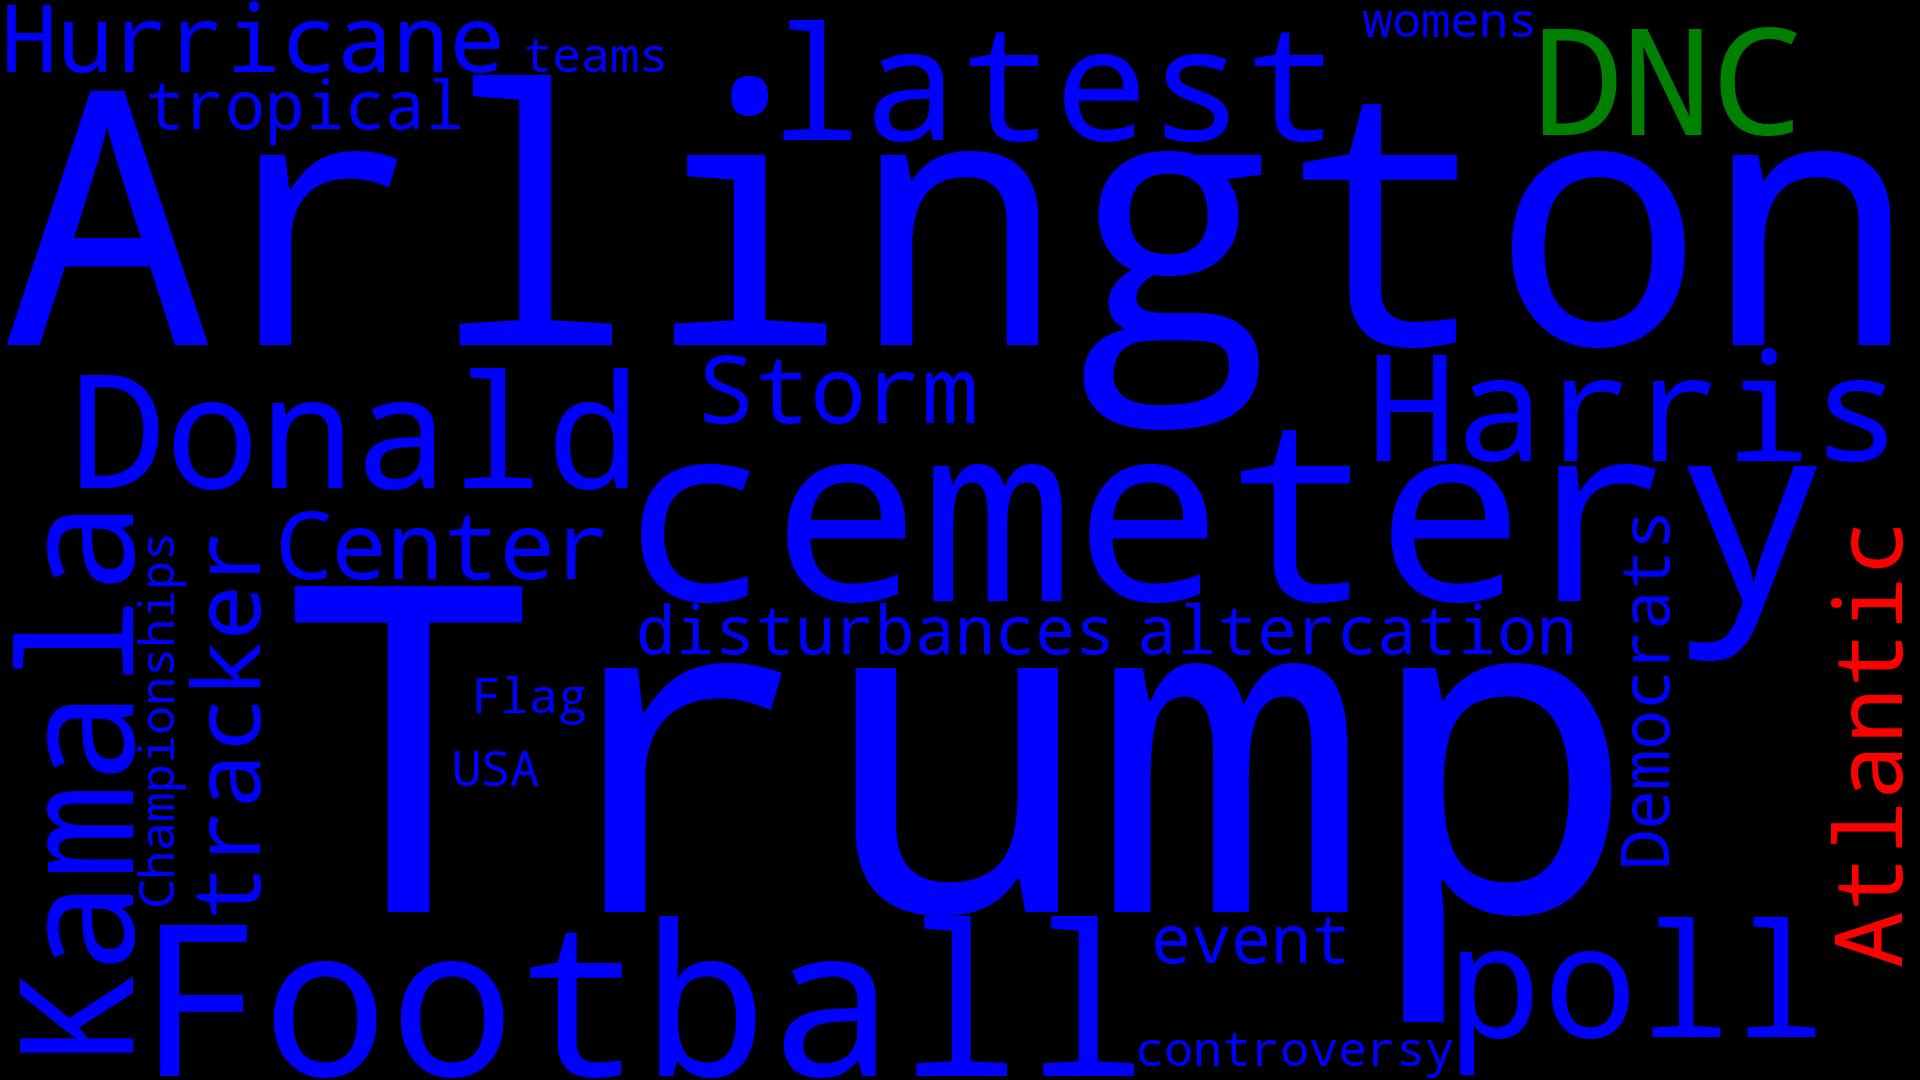 Hurricane
teams
latest
womens
DNC
tropical
Arlington
Donald
Storm
Harris
cemetery
Kamala
Championships
tracker
Center
disturbances
altercation
Democrats
Atlantic
Trump
Flag
USA
Football
event
poll
controversy